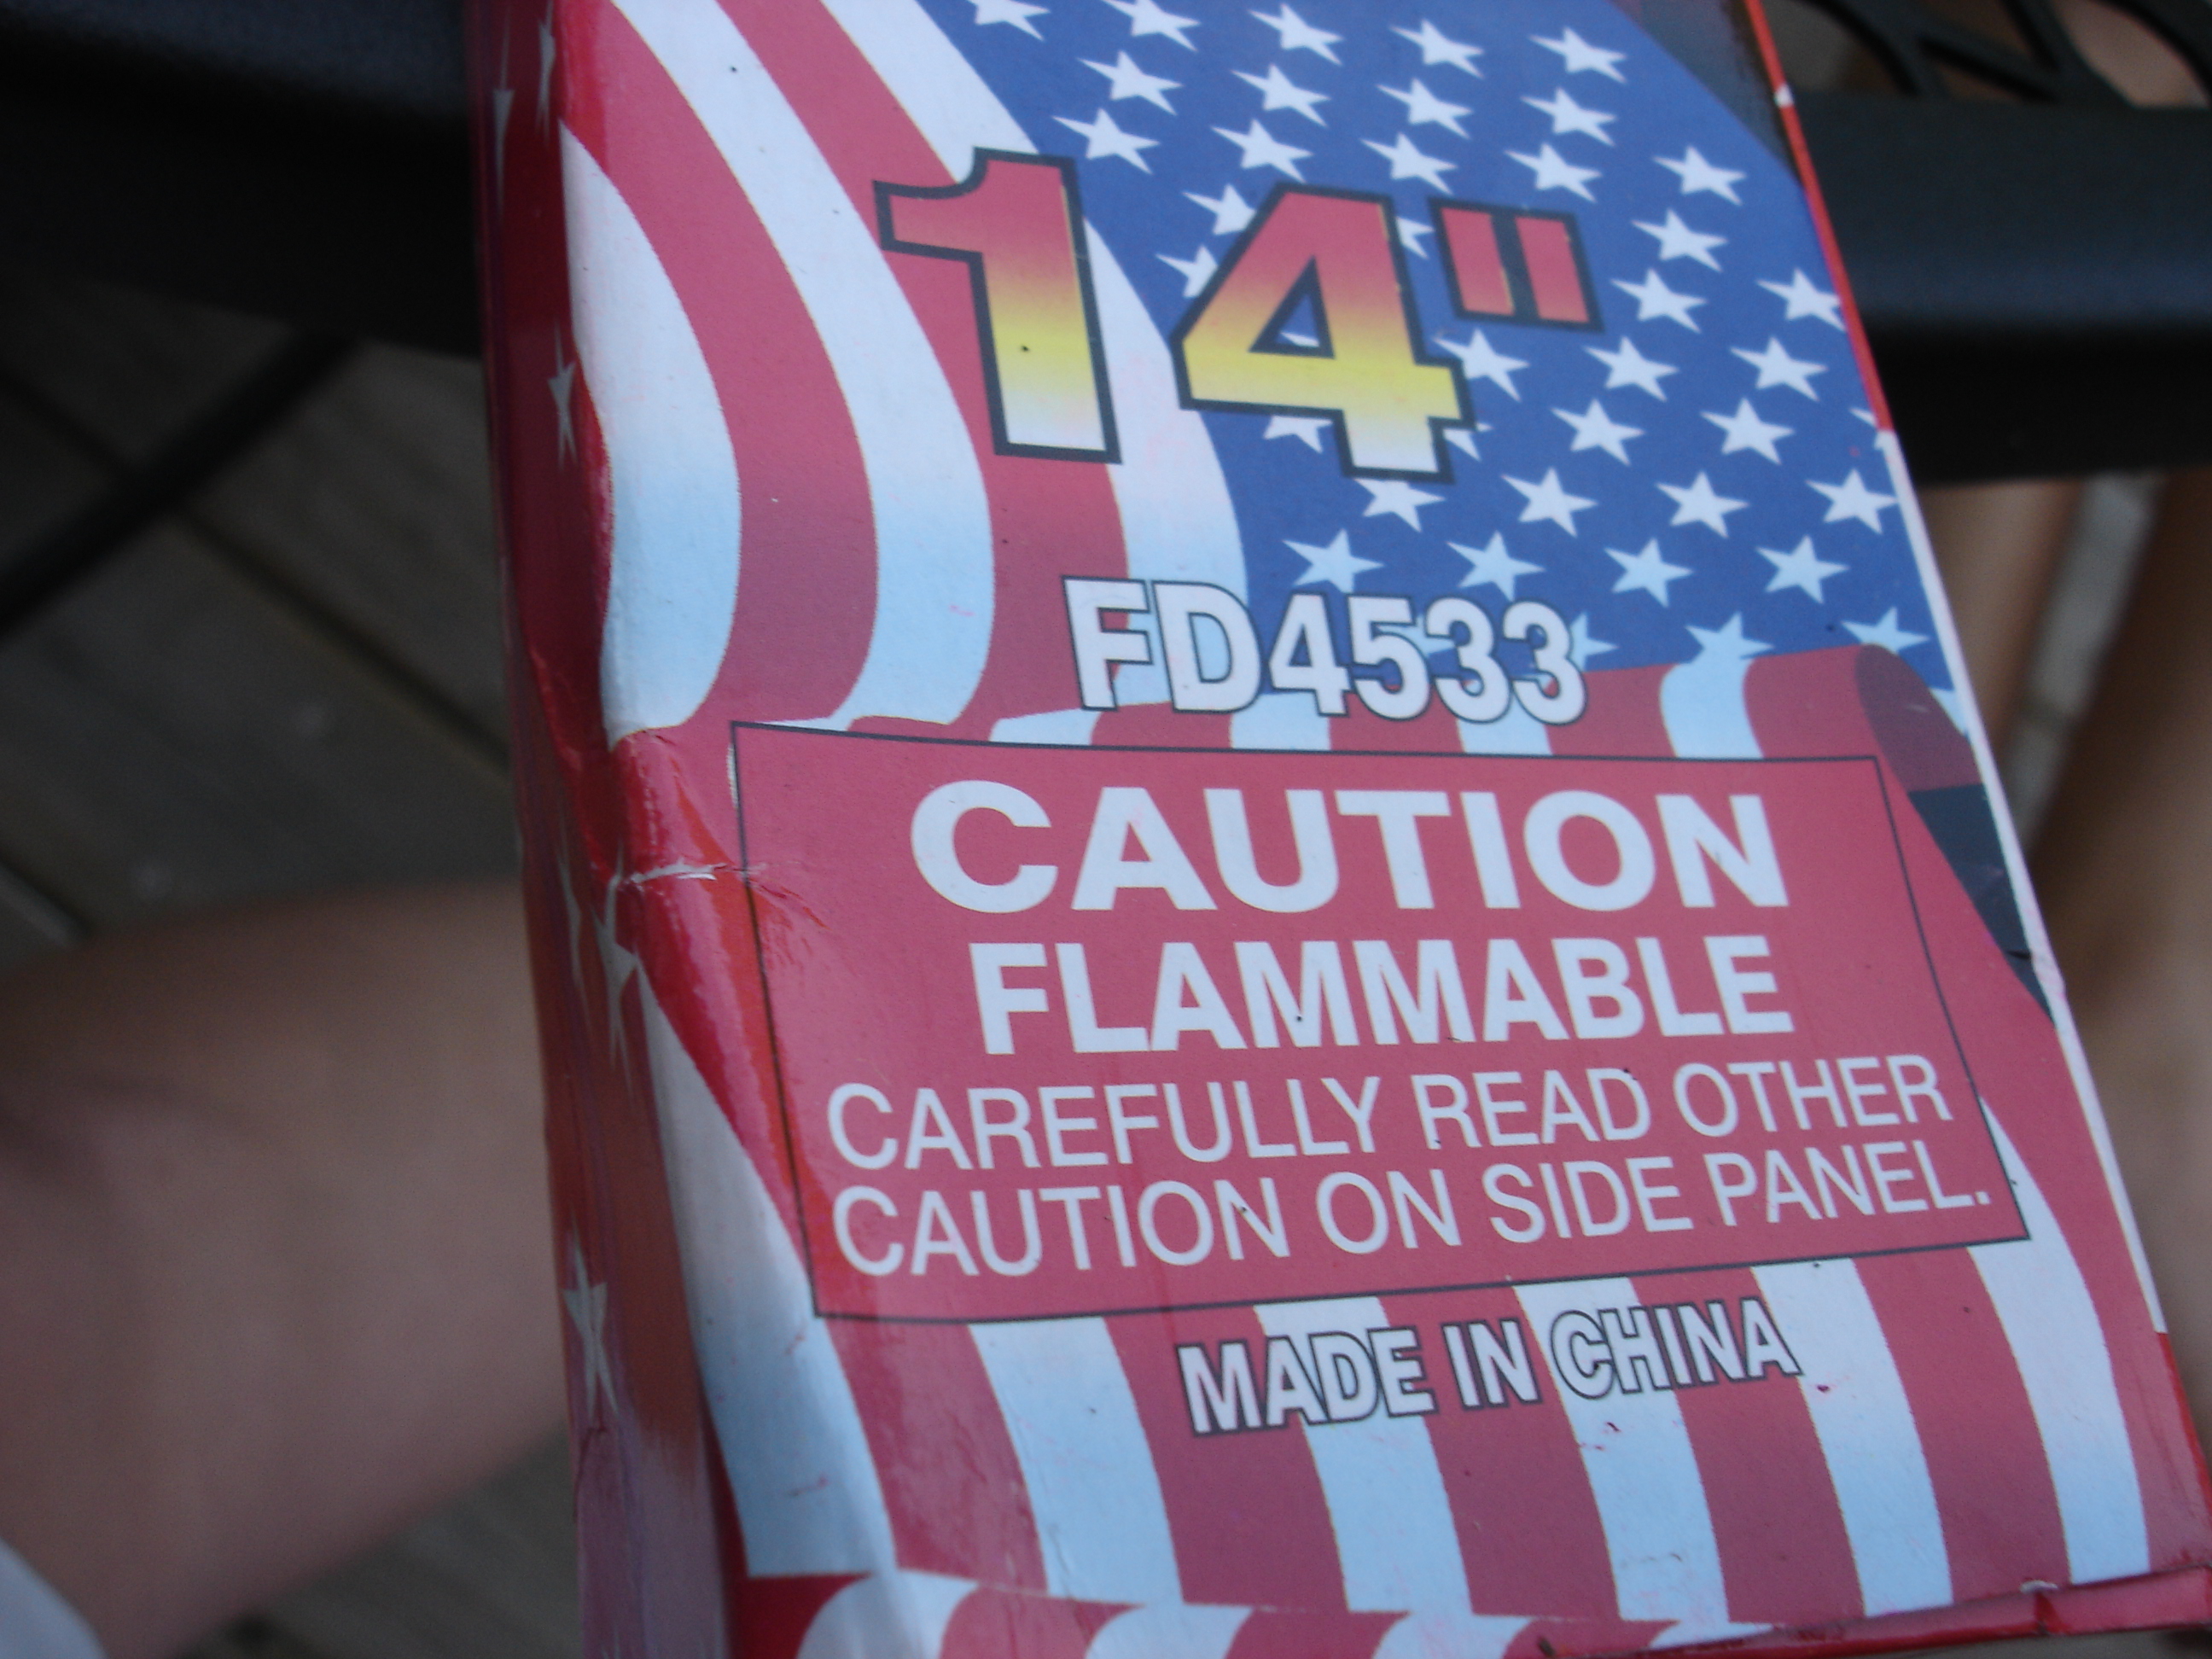 14"
FD4533
CAUTION
FLAMMABLE
CAREFULLY READ OTHER
CAUTION ON SIDE PANEL.
MADE IN CHINA